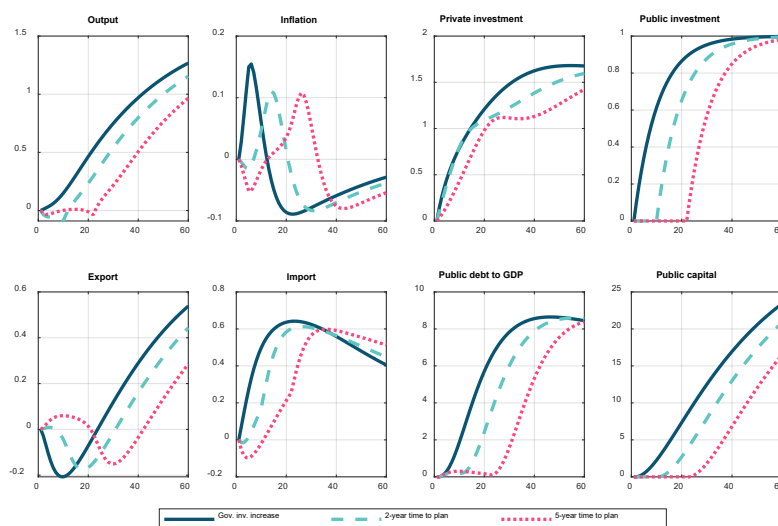 Output
Inflation
Private investment
Public investment
1.5
1
0.5
0
0 20 40 60
0.2
0.1
0
-0.1
0 20 40 60
2
1.5
1
0.5
0
0 20 40 60
1
0.8
0.6
0.4
0.2
0
0 20 40 60
Export
Import
Public debt to GDP
Public capital
0.6
0.4
0.2
0
-0.2
0 20 40 60
0.8
0.6
0.4
0.2
0
-0.2
0 20 40 60
10
8
6
4
2
0
0 20 40 60
25
20
15
10
5
0
0 20 40 60
Gov. inv. increase 2-year time to plan 5-year time to plan